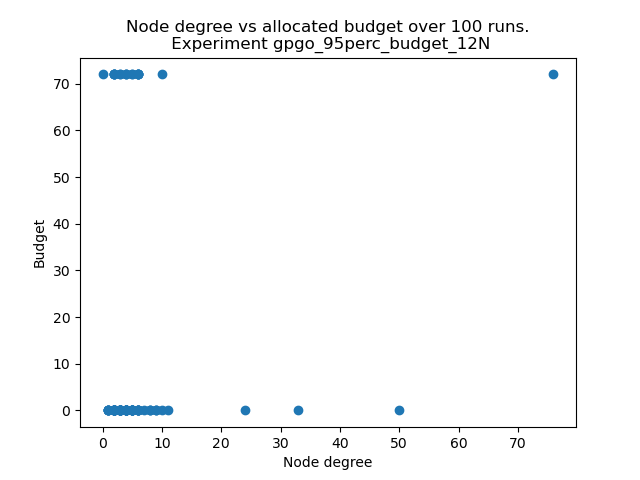 Node degree vs allocated budget over 100 runs.
Experiment gpgo_95perc_budget_12N
70
60
50
40
30
20
10
0
Budget
0 10 20 30 40 50 60 70
Node degree